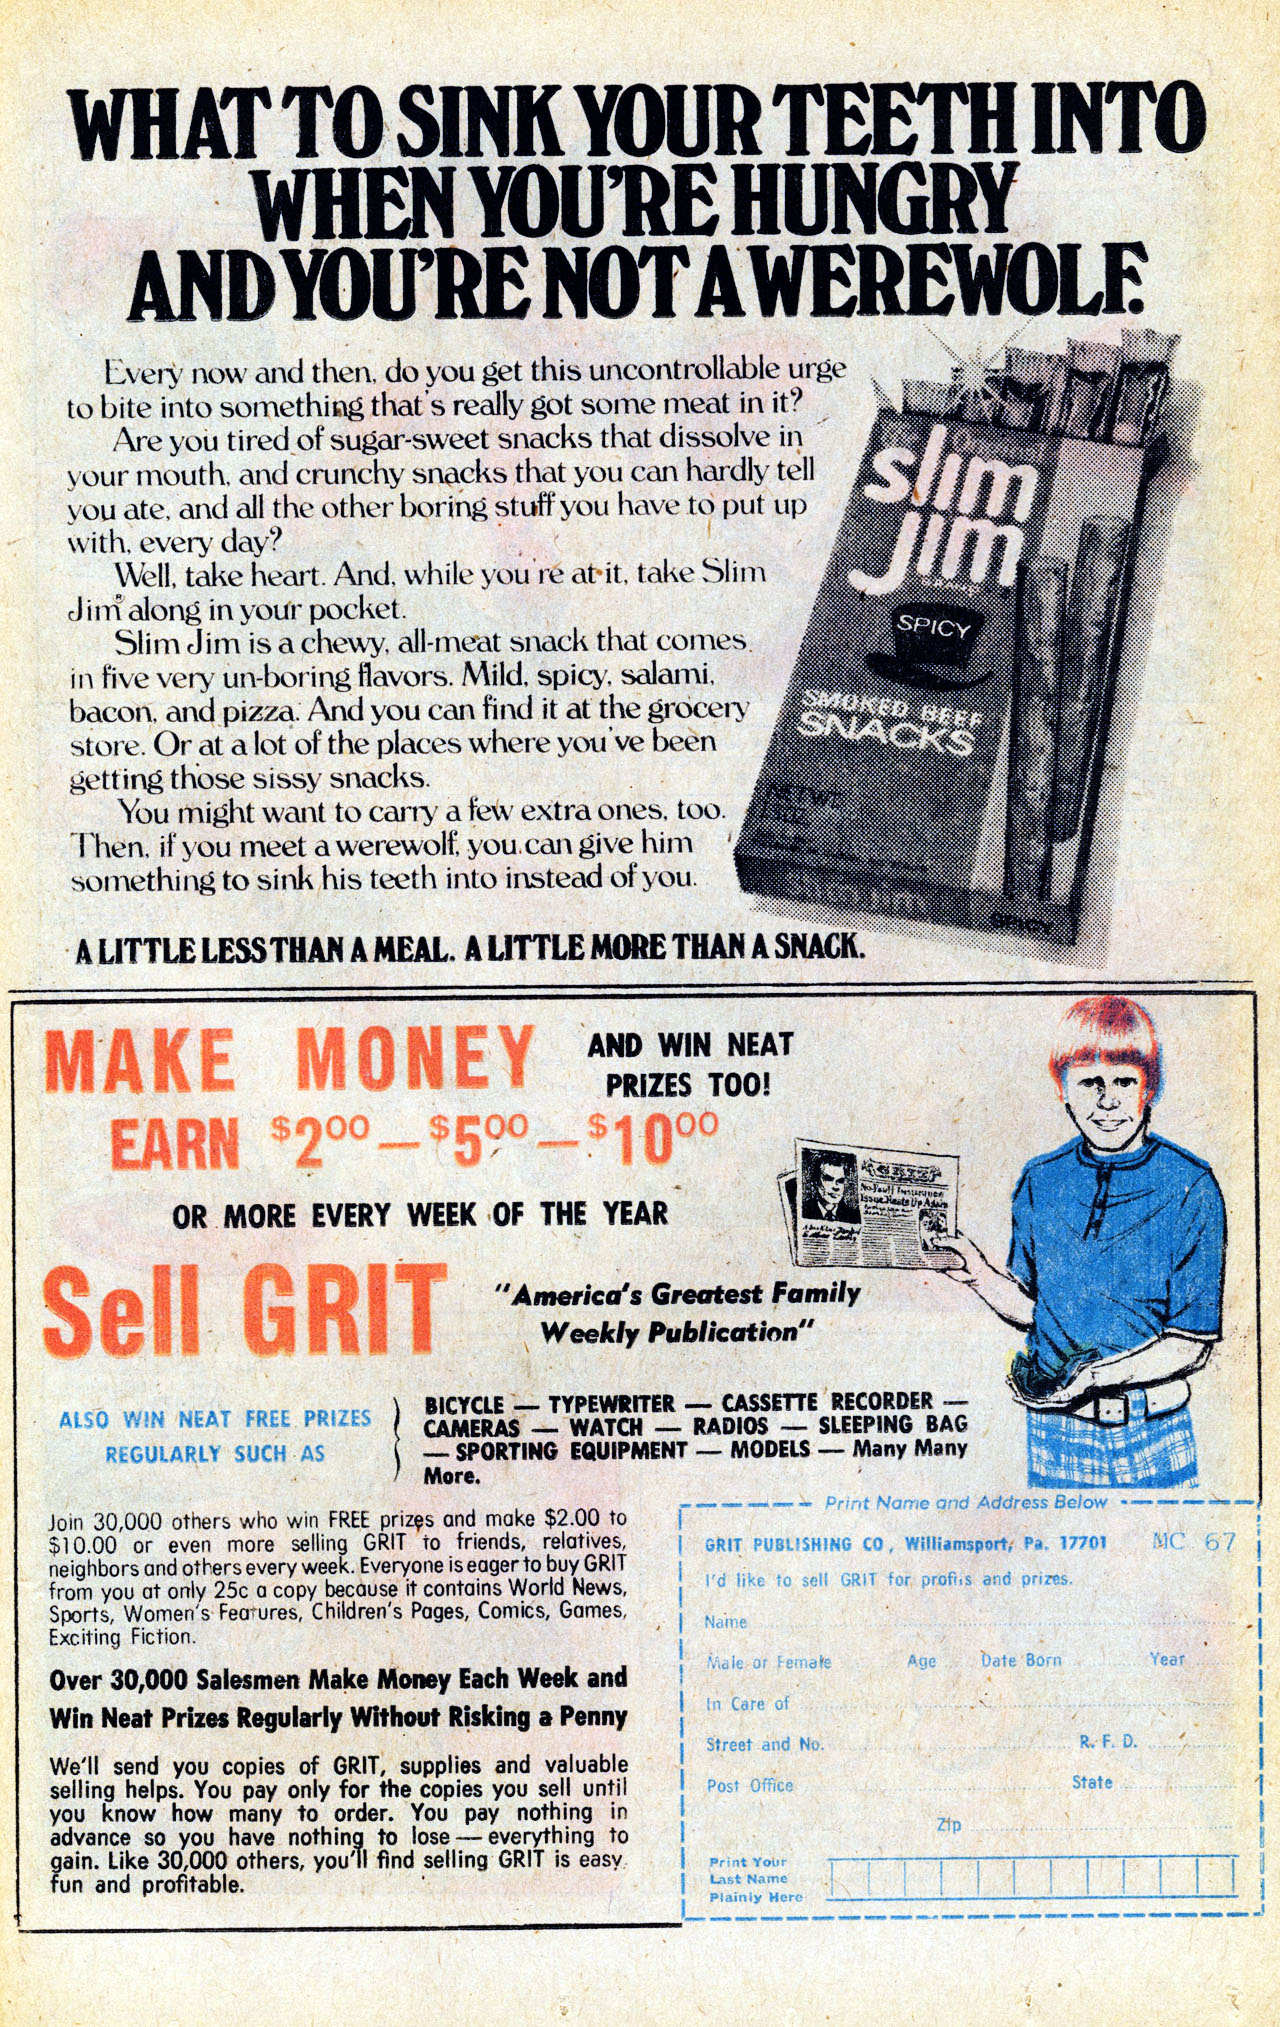 WHAT TO SINK YOUR TEETH INTO
WHEN YOU'RE HUNGRY
AND YOU'RE NOT A WEREWOLF.
Every now and then, do you get this uncontrollable urge
to bite into something that's really got some meat in it?
Are you tired of sugar-sweet snacks that dissolve in
your mouth, and crunchy snacks that you can hardly tell
you ate, and all the other boring stuff you have to put up
with, every day?
Well, take heart. And, while you're at it, take Slim
Jim® along in your pocket.
Slim Jim is a chewy, all-meat snack that comes
in five very un-boring flavors. Mild, spicy, salami,
bacon, and pizza. And you can find it at the grocery
store. Or at a lot of the places where you've been
getting those sissy snacks.
You might want to carry a few extra ones, too.
Then, if you meet a werewolf, you can give him
something to sink his teeth into instead of you.
slim
jim
SPICY
SMOKED BEEF
SNACKS
NET WT.
SPICY
A LITTLE LESS THAN A MEAL. A LITTLE MORE THAN A SNACK.
MAKE MONEY
AND WIN NEAT
PRIZES TOO!
EARN $2.00 — $5.00 — $10.00
OR MORE EVERY WEEK OF THE YEAR
Sell GRIT
"America's Greatest Family
Weekly Publication"
GRIT
No-Fault Insurance
Issue Heats Up Again
ALSO WIN NEAT FREE PRIZES
REGULARLY SUCH AS
BICYCLE — TYPEWRITER — CASSETTE RECORDER —
CAMERAS — WATCH — RADIOS — SLEEPING BAG
— SPORTING EQUIPMENT — MODELS — Many Many
More.
Join 30,000 others who win FREE prizes and make $2.00 to
$10.00 or even more selling GRIT to friends, relatives,
neighbors and others every week. Everyone is eager to buy GRIT
from you at only 25c a copy because it contains World News,
Sports, Women's Features, Children's Pages, Comics, Games,
Exciting Fiction.
Over 30,000 Salesmen Make Money Each Week and
Win Neat Prizes Regularly Without Risking a Penny
We'll send you copies of GRIT, supplies and valuable
selling helps. You pay only for the copies you sell until
you know how many to order. You pay nothing in
advance so you have nothing to lose — everything to
gain. Like 30,000 others, you'll find selling GRIT is easy,
fun and profitable.
Print Name and Address Below
GRIT PUBLISHING CO., Williamsport, Pa. 17701 MC 67
I'd like to sell GRIT for profits and prizes.
Name
Male or Female Age Date Born Year
In Care of
Street and No. R. F. D.
Post Office State
Zip
Print Your
Last Name
Plainly Here